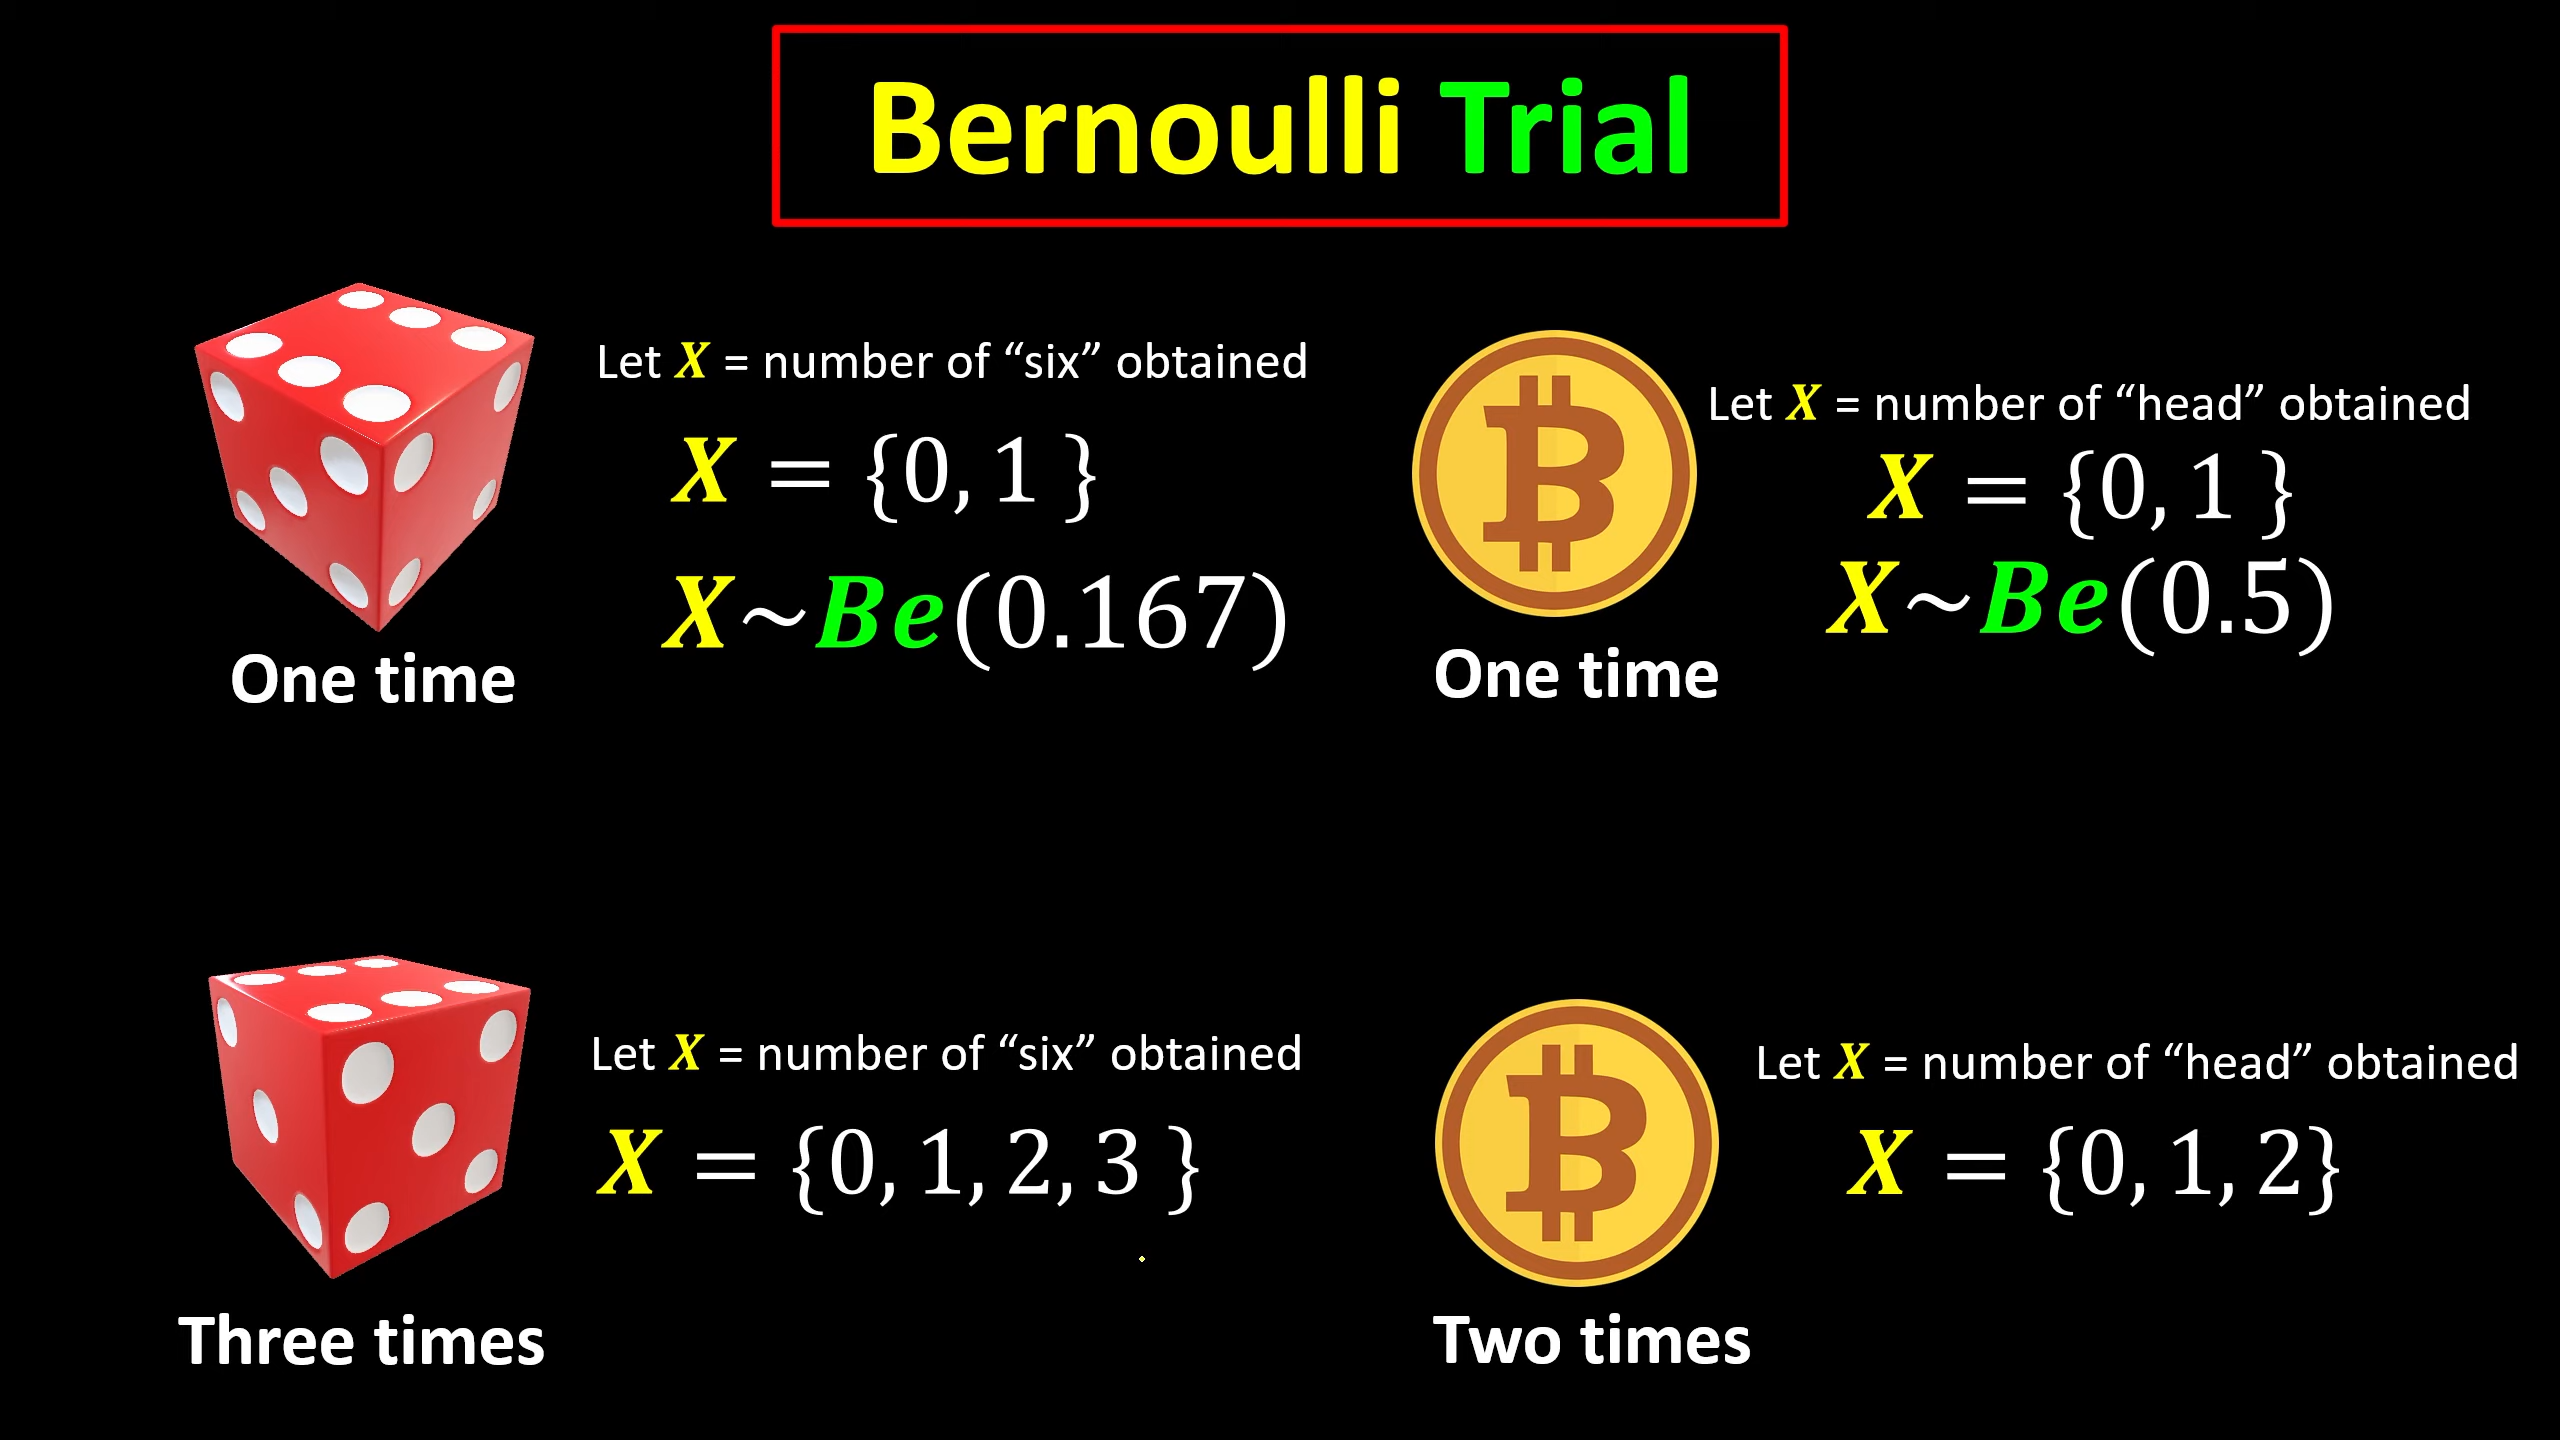 Bernoulli Trial
Let X = number of “six” obtained
X = {0, 1 }
X~Be(0.167)
One time
Let X = number of “head” obtained
X = {0, 1 }
X~Be(0.5)
One time
Let X = number of “six” obtained
X = {0, 1, 2, 3 }
Three times
Let X = number of “head” obtained
X = {0, 1, 2}
Two times